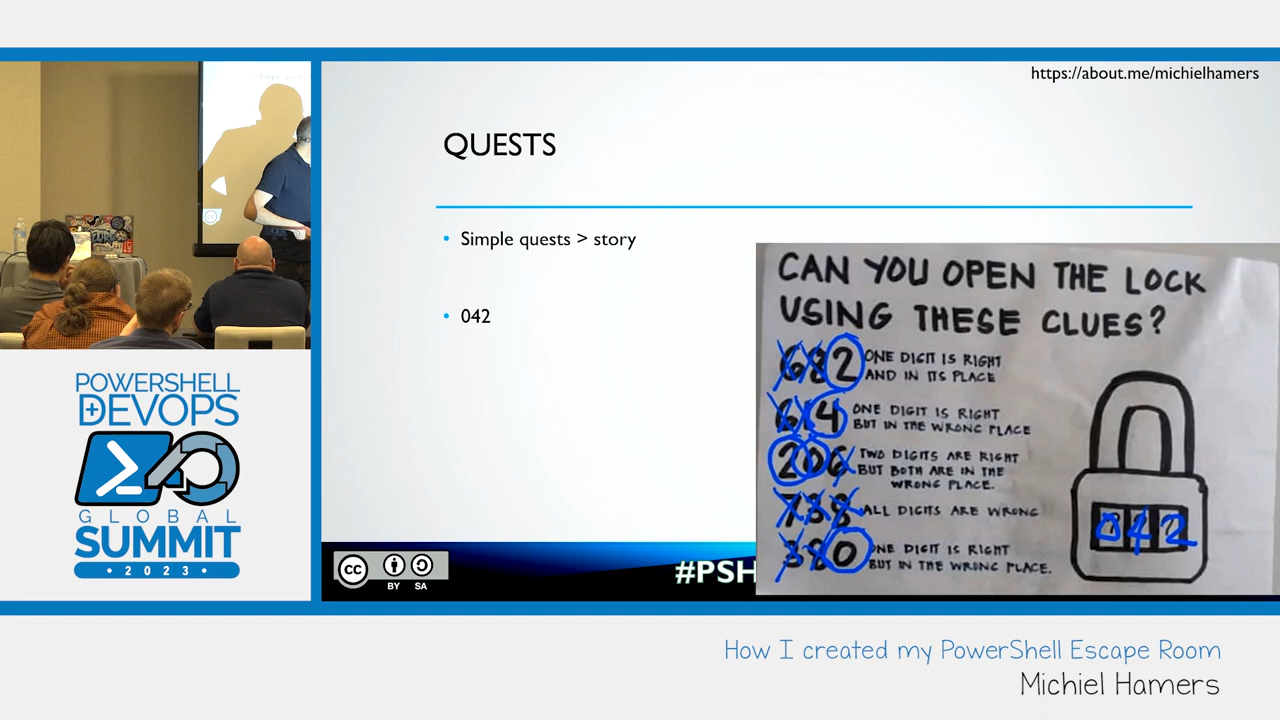 https://about.me/michielhamers
QUESTS
• Simple quests > story
• 042
CAN YOU OPEN THE LOCK
USING THESE CLUES?
682 ONE DIGIT IS RIGHT
AND IN ITS PLACE
614 ONE DIGIT IS RIGHT
BUT IN THE WRONG PLACE
206 TWO DIGITS ARE RIGHT
BUT BOTH ARE IN THE
WRONG PLACE.
738 ALL DIGITS ARE WRONG
380 ONE DIGIT IS RIGHT
BUT IN THE WRONG PLACE.
042
POWERSHELL
+DEVOPS
GLOBAL
SUMMIT
• 2023 •
CC
BY SA
#PSH
How I created my PowerShell Escape Room
Michiel Hamers